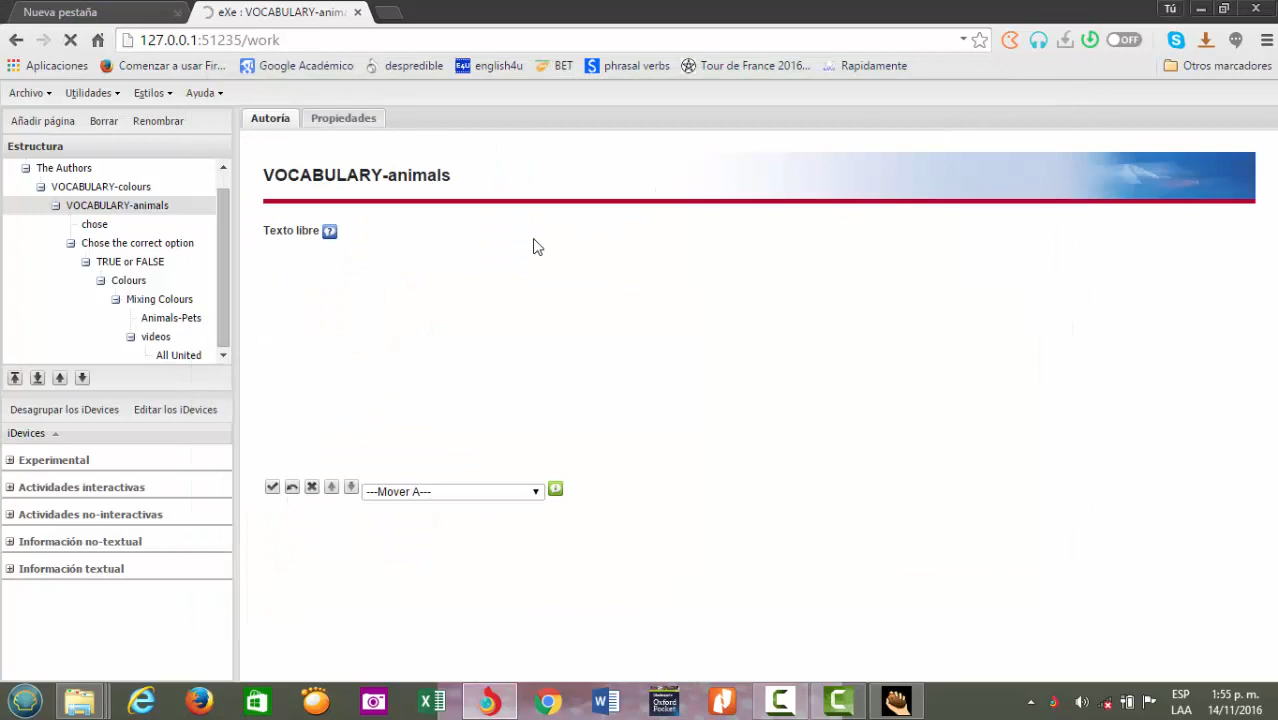 Nueva pestaña
eXe : VOCABULARY-anim
Tú
127.0.0.1:51235/work
OFF
Aplicaciones
Comenzar a usar Fir...
Google Académico
despredible
E4U
english4u
BET
phrasal verbs
Tour de France 2016...
Rapidamente
Otros marcadores
Archivo
Utilidades
Estilos
Ayuda
Añadir página
Borrar
Renombrar
Autoría
Propiedades
Estructura
The Authors
VOCABULARY-colours
VOCABULARY-animals
chose
Chose the correct option
TRUE or FALSE
Colours
Mixing Colours
Animals-Pets
videos
All United
VOCABULARY-animals
Texto libre
Desagrupar los iDevices
Editar los iDevices
iDevices
Experimental
Actividades interactivas
Actividades no-interactivas
Información no-textual
Información textual
---Mover A---
Oxford
Pocket
ESP
LAA
1:55 p. m.
14/11/2016